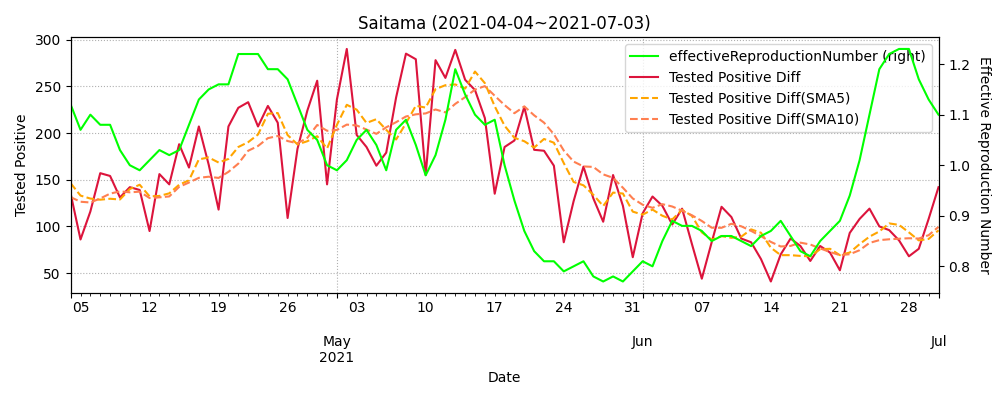 Saitama (2021-04-04~2021-07-03)
effectiveReproductionNumber (right)
Tested Positive Diff
Tested Positive Diff(SMA5)
Tested Positive Diff(SMA10)
Tested Positive
300
250
200
150
100
50
1.2
1.1
1.0
0.9
0.8
Effective Reproduction Number
05 12 19 26 03 10 17 24 31 07 14 21 28
May Jun Jul
2021
Date